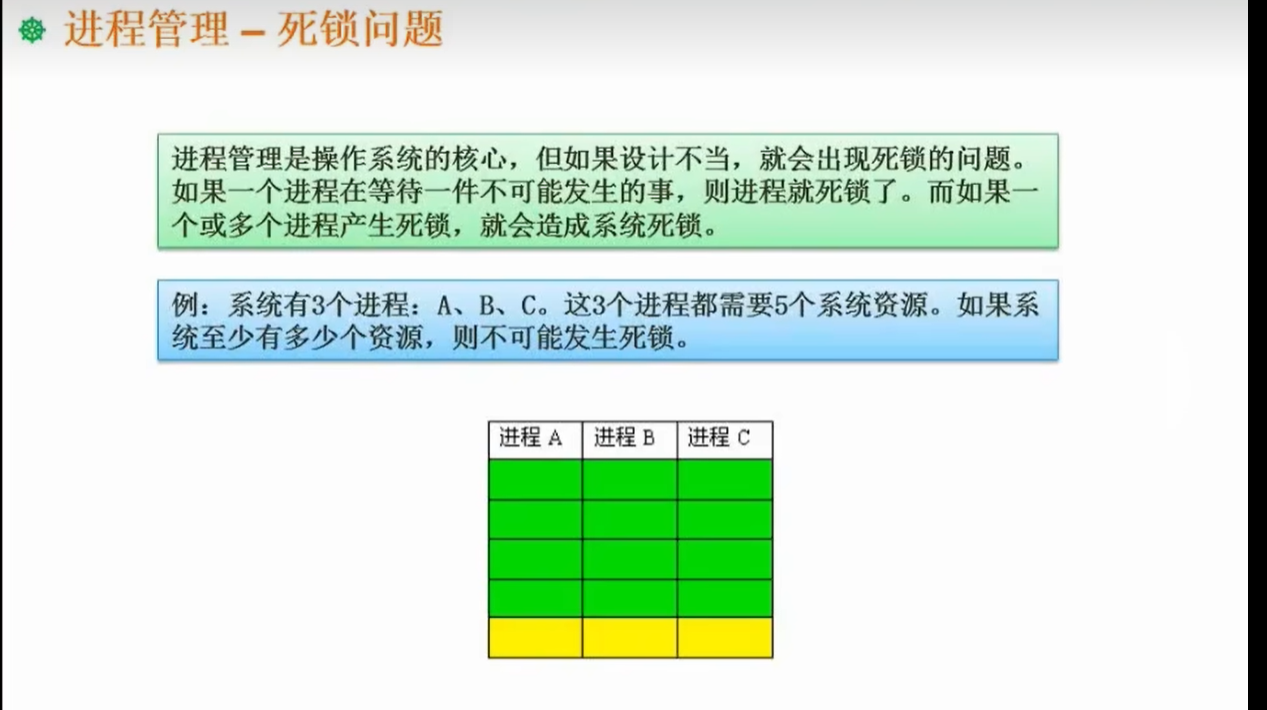 进程管理 – 死锁问题
进程管理是操作系统的核心，但如果设计不当，就会出现死锁的问题。
如果一个进程在等待一件不可能发生的事，则进程就死锁了。而如果一
个或多个进程产生死锁，就会造成系统死锁。
例：系统有3个进程：A、B、C。这3个进程都需要5个系统资源。如果系
统至少有多少个资源，则不可能发生死锁。
进程 A 进程 B 进程 C